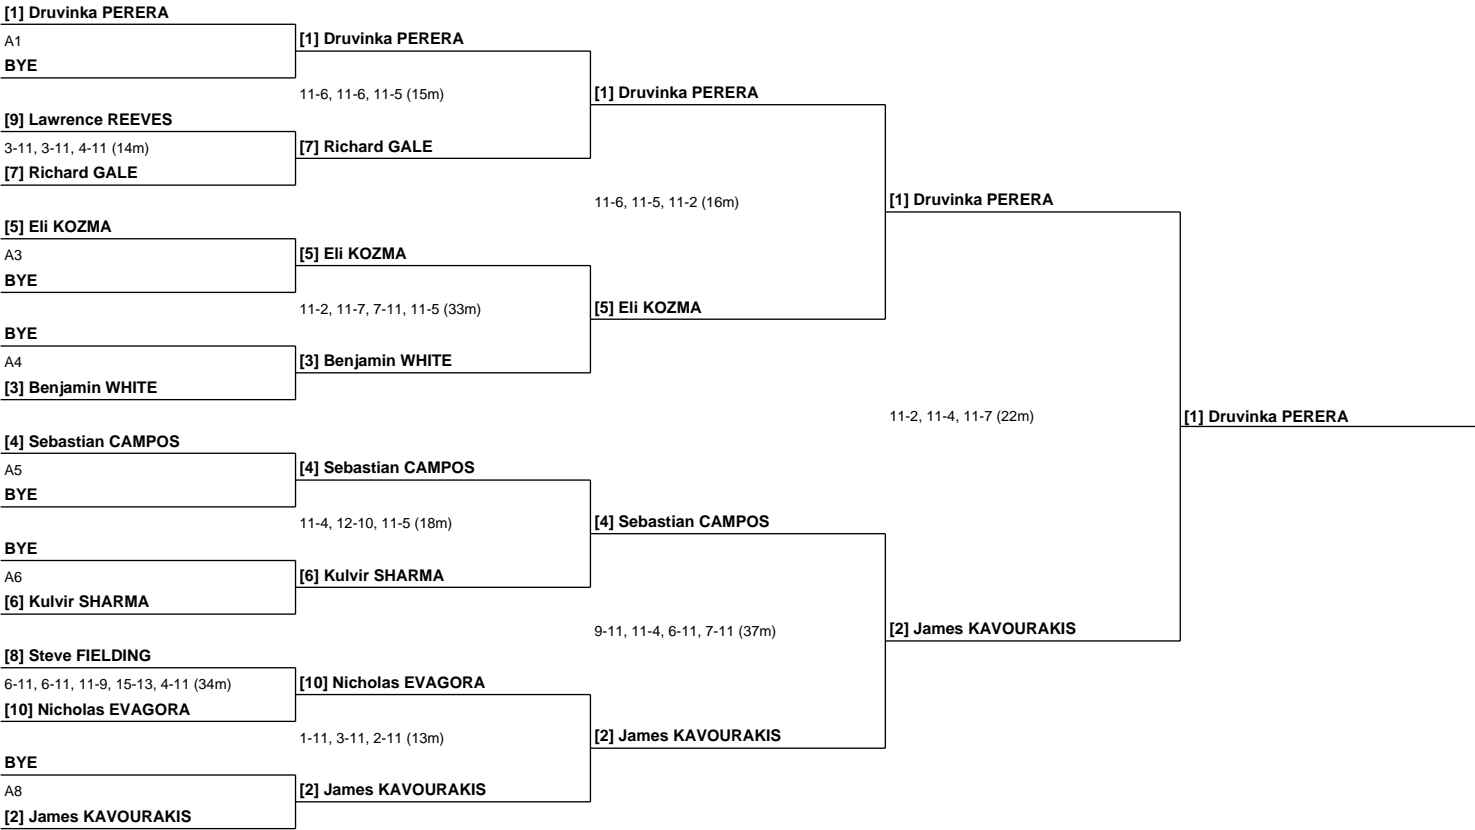 [1] Druvinka PERERA
A1
BYE
[9] Lawrence REEVES
3-11, 3-11, 4-11 (14m)
[7] Richard GALE
[5] Eli KOZMA
A3
BYE
BYE
A4
[3] Benjamin WHITE
[4] Sebastian CAMPOS
A5
BYE
BYE
A6
[6] Kulvir SHARMA
[8] Steve FIELDING
6-11, 6-11, 11-9, 15-13, 4-11 (34m)
[10] Nicholas EVAGORA
BYE
A8
[2] James KAVOURAKIS
[1] Druvinka PERERA
11-6, 11-6, 11-5 (15m)
[7] Richard GALE
[5] Eli KOZMA
11-2, 11-7, 7-11, 11-5 (33m)
[3] Benjamin WHITE
[4] Sebastian CAMPOS
11-4, 12-10, 11-5 (18m)
[6] Kulvir SHARMA
[10] Nicholas EVAGORA
1-11, 3-11, 2-11 (13m)
[2] James KAVOURAKIS
[1] Druvinka PERERA
11-6, 11-5, 11-2 (16m)
[5] Eli KOZMA
[4] Sebastian CAMPOS
9-11, 11-4, 6-11, 7-11 (37m)
[2] James KAVOURAKIS
[1] Druvinka PERERA
11-2, 11-4, 11-7 (22m)
[2] James KAVOURAKIS
[1] Druvinka PERERA